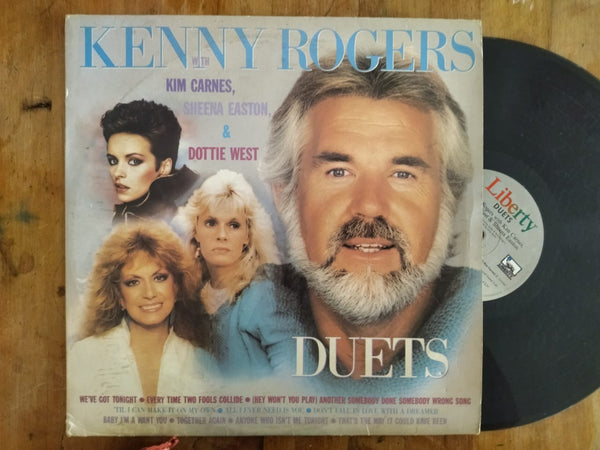 KENNY ROGERS
WITH
KIM CARNES,
SHEENA EASTON,
&
DOTTIE WEST
DUETS
WE'VE GOT TONIGHT • EVERY TIME TWO FOOLS COLLIDE • (HEY WON'T YOU PLAY) ANOTHER SOMEBODY DONE SOMEBODY WRONG SONG
'TIL I CAN MAKE IT ON MY OWN • ALL I EVER NEED IS YOU • DON'T FALL IN LOVE WITH A DREAMER
BABY I'M A WANT YOU • TOGETHER AGAIN • ANYONE WHO ISN'T ME TONIGHT • THAT'S THE WAY IT COULD HAVE BEEN
Liberty
DUETS